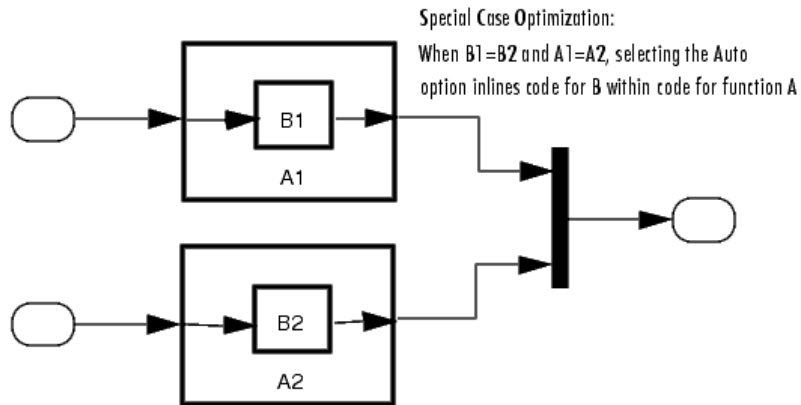 Special Case Optimization:
When B1=B2 and A1=A2, selecting the Auto
option inlines code for B within code for function A
B1
A1
B2
A2